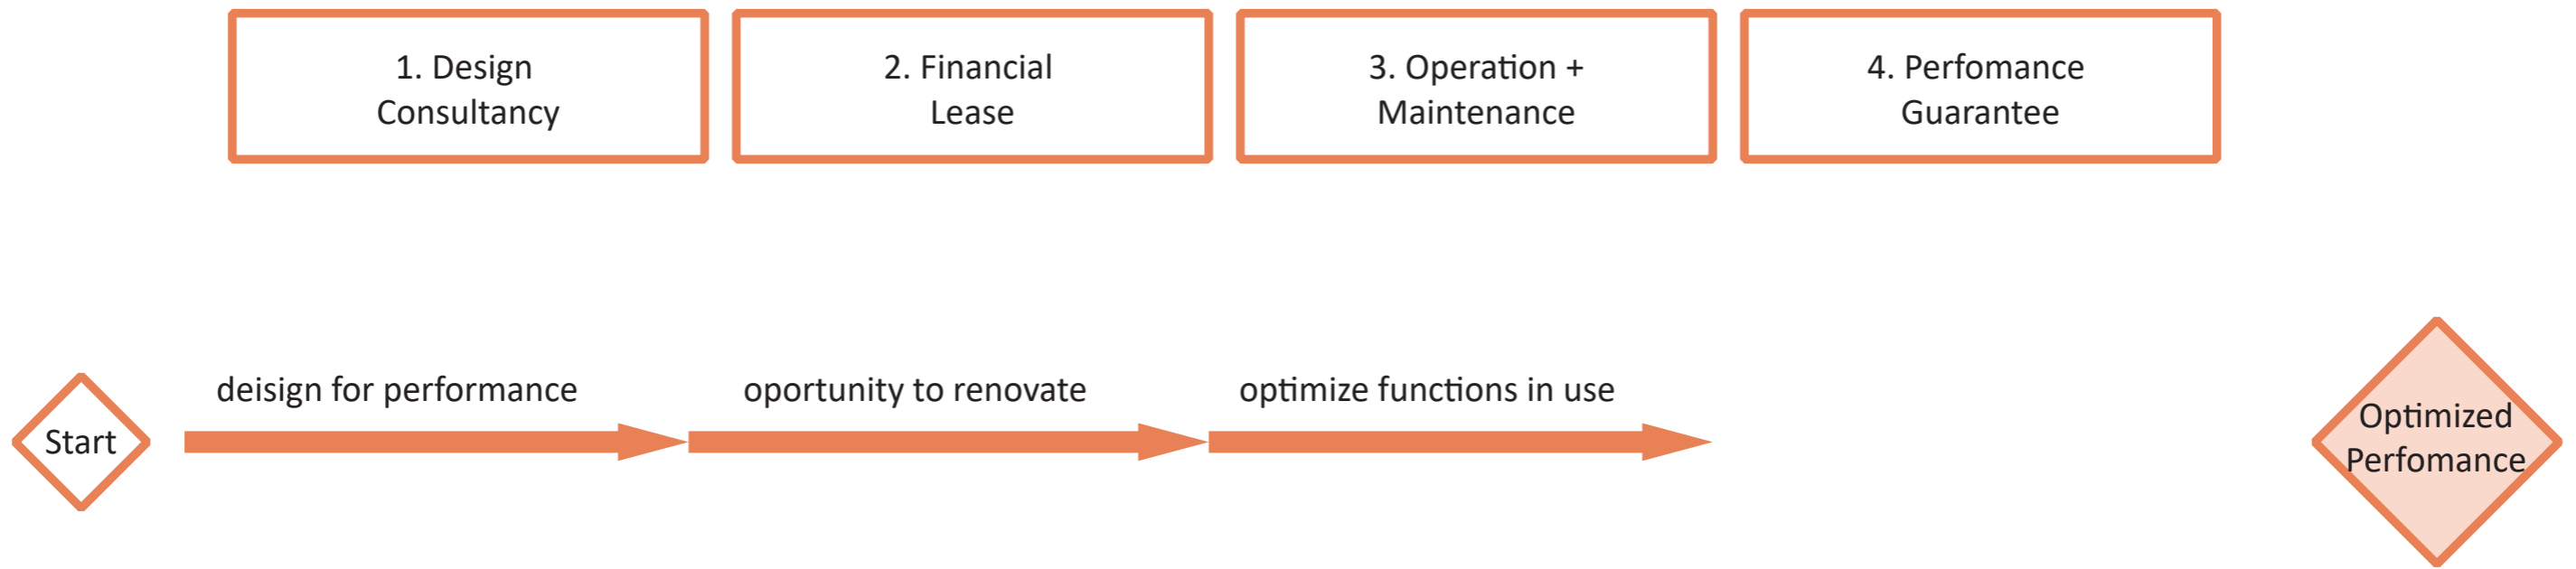 1. Design
Consultancy
2. Financial
Lease
3. Operation +
Maintenance
4. Perfomance
Guarantee
Start
deisign for performance
oportunity to renovate
optimize functions in use
Optimized
Perfomance